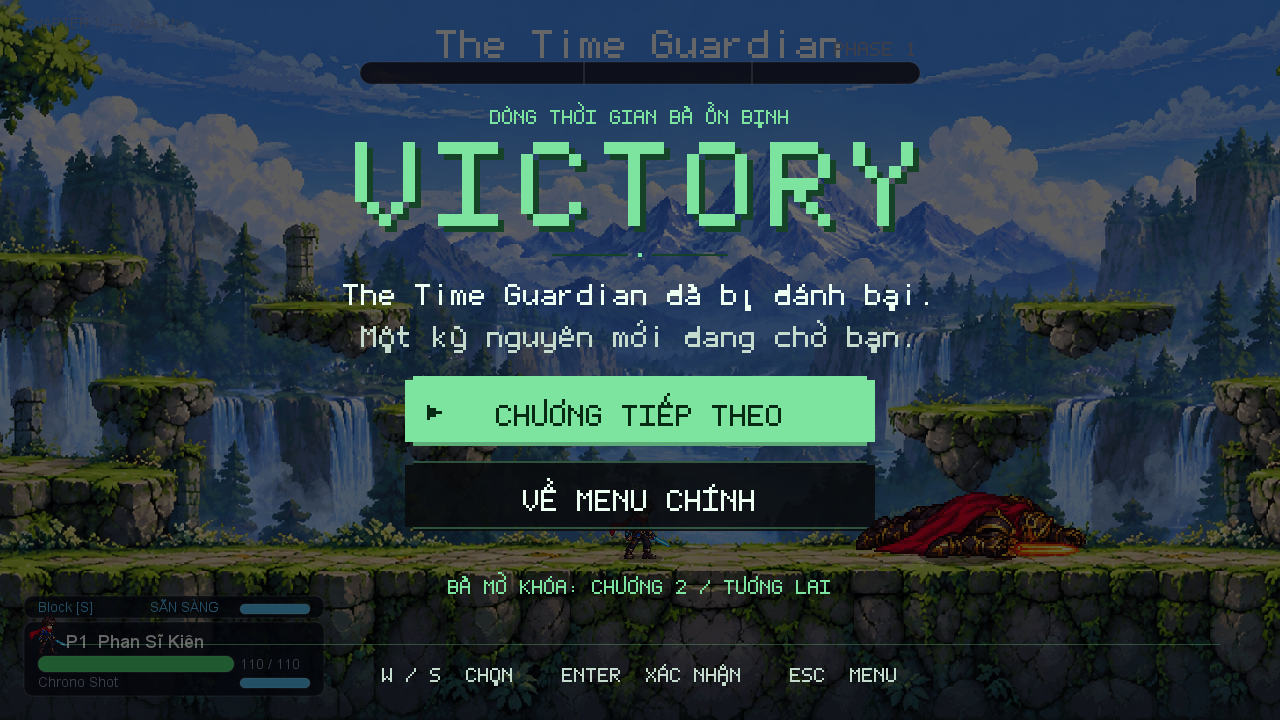 The Time Guardian
PHASE 1
DÒNG THỜI GIAN ĐÃ ỔN ĐỊNH
VICTORY
The Time Guardian đã bị đánh bại.
Một kỷ nguyên mới đang chờ bạn.
CHƯƠNG TIẾP THEO
VỀ MENU CHÍNH
ĐÃ MỞ KHÓA: CHƯƠNG 2 / TƯƠNG LAI
Block [S] SẴN SÀNG
P1 Phan Sĩ Kiên
110 / 110
Chrono Shot
W / S CHỌN ENTER XÁC NHẬN ESC MENU